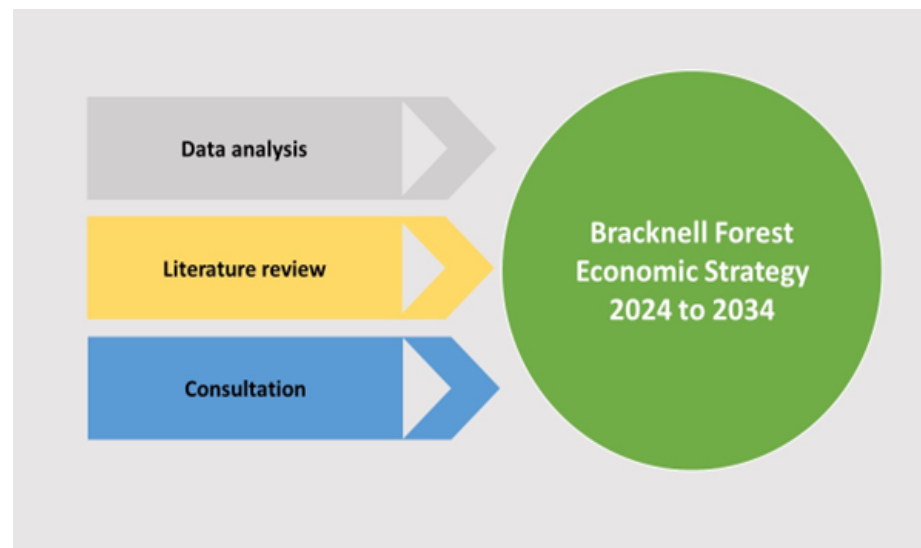 Data analysis
Literature review
Consultation
Bracknell Forest
Economic Strategy
2024 to 2034